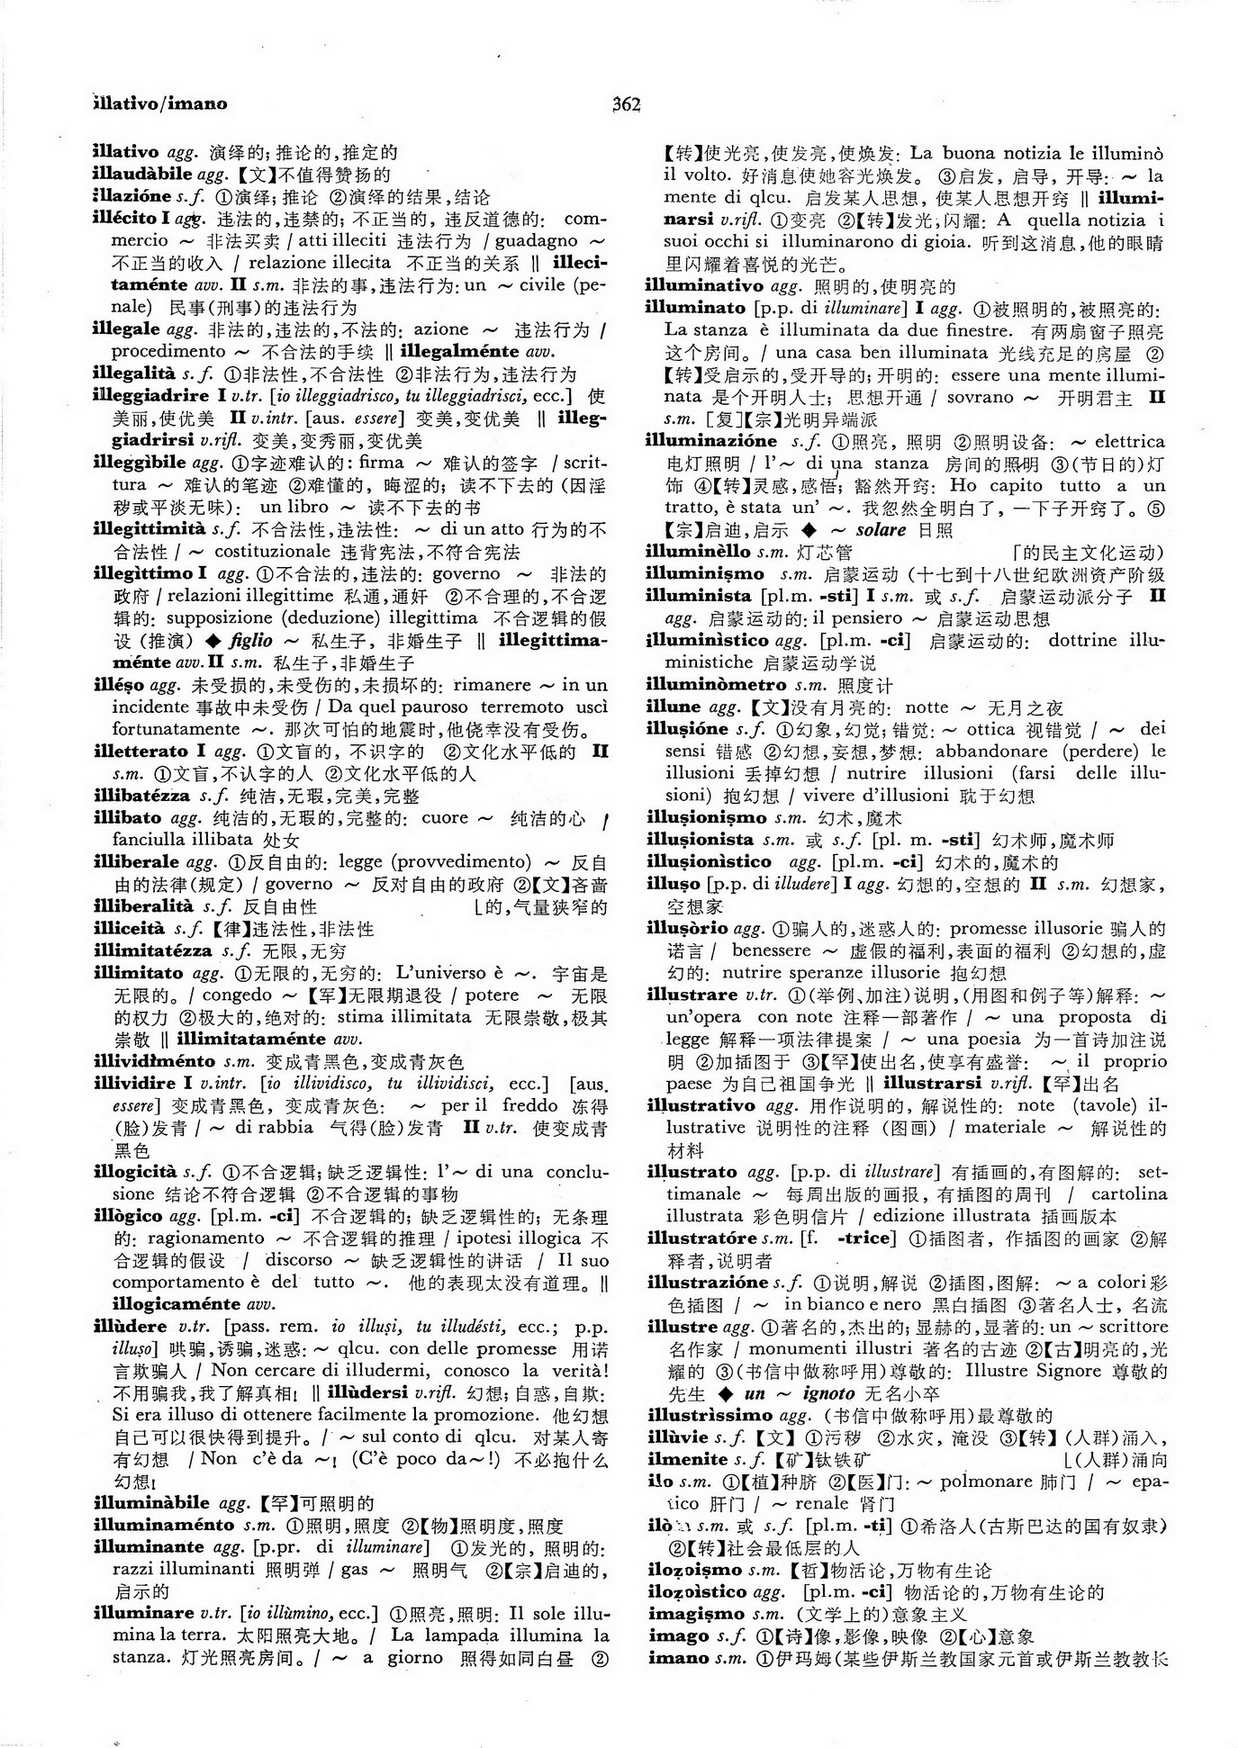 illativo/imano
362
illativo agg. 演绎的; 推论的,推定的
illaudàbile agg. 【文】不值得赞扬的
illazióne s.f. ①演绎; 推论 ②演绎的结果,结论
illécito I agg. 违法的,违禁的; 不正当的, 违反道德的: com-
mercio ~ 非法买卖 / atti illeciti 违法行为 / guadagno ~
不正当的收入 / relazione illecita 不正当的关系 ‖ illeci-
taménte avv. II s.m. 非法的事,违法行为: un ~ civile (pe-
nale) 民事(刑事)的违法行为
illegale agg. 非法的,违法的,不法的: azione ~ 违法行为 /
procedimento ~ 不合法的手续 ‖ illegalménte avv.
illegalità s.f. ①非法性,不合法性 ②非法行为,违法行为
illeggiadrire I v.tr. [io illeggiadrisco, tu illeggiadrisci, ecc.] 使
美丽,使优美 II v.intr. [aus. essere] 变美,变优美 ‖ illeg-
giadrirsi v.rifl. 变美,变秀丽,变优美
illeggìbile agg. ①字迹难认的: firma ~ 难认的签字 / scrit-
tura ~ 难认的笔迹 ②难懂的, 晦涩的; 读不下去的 (因淫
秽或平淡无味): un libro ~ 读不下去的书
illegittimità s.f. 不合法性,违法性: ~ di un atto 行为的不
合法性 / ~ costituzionale 违背宪法,不符合宪法
illegìttimo I agg. ①不合法的,违法的: governo ~ 非法的
政府 / relazioni illegittime 私通,通奸 ②不合理的,不合逻
辑的: supposizione (deduzione) illegittima 不合逻辑的假
设 (推演) ◆ figlio ~ 私生子, 非婚生子 ‖ illegittima-
ménte avv. II s.m. 私生子,非婚生子
illéṣo agg. 未受损的,未受伤的,未损坏的: rimanere ~ in un
incidente 事故中未受伤 / Da quel pauroso terremoto uscì
fortunatamente ~. 那次可怕的地震时,他侥幸没有受伤。
illetterato I agg. ①文盲的, 不识字的 ②文化水平低的 II
s.m. ①文盲,不认字的人 ②文化水平低的人
illibatézza s.f. 纯洁,无瑕,完美,完整
illibato agg. 纯洁的,无瑕的,完整的: cuore ~ 纯洁的心 /
fanciulla illibata 处女
illiberale agg. ①反自由的: legge (provvedimento) ~ 反自
由的法律(规定) / governo ~ 反对自由的政府 ②【文】吝啬
illiberalità s.f. 反自由性 ⌊的,气量狭窄的
illiceità s.f. 【律】违法性,非法性
illimitatézza s.f. 无限,无穷
illimitato agg. ①无限的,无穷的: L'universo è ~. 宇宙是
无限的。/ congedo ~ 【军】无限期退役 / potere ~ 无限
的权力 ②极大的,绝对的: stima illimitata 无限崇敬,极其
崇敬 ‖ illimitataménte avv.
illividiménto s.m. 变成青黑色,变成青灰色
illividire I v.intr. [io illividisco, tu illividisci, ecc.] [aus.
essere] 变成青黑色, 变成青灰色: ~ per il freddo 冻得
(脸)发青 / ~ di rabbia 气得(脸)发青 II v.tr. 使变成青
黑色
illogicità s.f. ①不合逻辑; 缺乏逻辑性: l'~ di una conclu-
sione 结论不符合逻辑 ②不合逻辑的事物
illògico agg. [pl.m. -ci] 不合逻辑的; 缺乏逻辑性的; 无条理
的: ragionamento ~ 不合逻辑的推理 / ipotesi illogica 不
合逻辑的假设 / discorso ~ 缺乏逻辑性的讲话 / Il suo
comportamento è del tutto ~. 他的表现太没有道理。‖
illogicaménte avv.
illùdere v.tr. [pass. rem. io illuṣi, tu illudésti, ecc.; p.p.
illuṣo] 哄骗,诱骗,迷惑: ~ qlcu. con delle promesse 用诺
言欺骗人 / Non cercare di illudermi, conosco la verità!
不用骗我,我了解真相! ‖ illùdersi v.rifl. 幻想; 自惑,自欺:
Si era illuso di ottenere facilmente la promozione. 他幻想
自己可以很快得到提升。/ ~ sul conto di qlcu. 对某人寄
有幻想 / Non c'è da ~! (C'è poco da ~!) 不必抱什么
幻想!
illuminàbile agg. 【罕】可照明的
illuminaménto s.m. ①照明,照度 ②【物】照明度,照度
illuminante agg. [p.pr. di illuminare] ①发光的, 照明的:
razzi illuminanti 照明弹 / gas ~ 照明气 ②【宗】启迪的,
启示的
illuminare v.tr. [io illùmino, ecc.] ①照亮,照明: Il sole illu-
mina la terra. 太阳照亮大地。/ La lampada illumina la
stanza. 灯光照亮房间。/ ~ a giorno 照得如同白昼 ②
【转】使光亮,使发亮,使焕发: La buona notizia le illuminò
il volto. 好消息使她容光焕发。 ③启发, 启导, 开导: ~ la
mente di qlcu. 启发某人思想, 使某人思想开窍 ‖ illumi-
narsi v.rifl. ①变亮 ②【转】发光,闪耀: A quella notizia i
suoi occhi si illuminarono di gioia. 听到这消息,他的眼睛
里闪耀着喜悦的光芒。
illuminativo agg. 照明的,使明亮的
illuminato [p.p. di illuminare] I agg. ①被照明的,被照亮的:
La stanza è illuminata da due finestre. 有两扇窗子照亮
这个房间。/ una casa ben illuminata 光线充足的房屋 ②
【转】受启示的,受开导的; 开明的: essere una mente illumi-
nata 是个开明人士; 思想开通 / sovrano ~ 开明君主 II
s.m. [复]【宗】光明异端派
illuminazióne s.f. ①照亮, 照明 ②照明设备: ~ elettrica
电灯照明 / l'~ di una stanza 房间的照明 ③(节日的)灯
饰 ④【转】灵感,感悟; 豁然开窍: Ho capito tutto a un
tratto, è stata un' ~. 我忽然全明白了, 一下子开窍了。⑤
【宗】启迪,启示 ◆ ~ solare 日照
illuminèllo s.m. 灯芯管 ⌈的民主文化运动)
illuminiṣmo s.m. 启蒙运动 (十七到十八世纪欧洲资产阶级
illuminista [pl.m. -sti] I s.m. 或 s.f. 启蒙运动派分子 II
agg. 启蒙运动的: il pensiero ~ 启蒙运动思想
illuminìstico agg. [pl.m. -ci] 启蒙运动的: dottrine illu-
ministiche 启蒙运动学说
illuminòmetro s.m. 照度计
illune agg. 【文】没有月亮的: notte ~ 无月之夜
illuṣióne s.f. ①幻象,幻觉; 错觉: ~ ottica 视错觉 / ~ dei
sensi 错感 ②幻想,妄想,梦想: abbandonare (perdere) le
illusioni 丢掉幻想 / nutrire illusioni (farsi delle illu-
sioni) 抱幻想 / vivere d'illusioni 耽于幻想
illuṣioniṣmo s.m. 幻术,魔术
illuṣionista s.m. 或 s.f. [pl. m. -sti] 幻术师,魔术师
illuṣionìstico agg. [pl.m. -ci] 幻术的,魔术的
illuṣo [p.p. di illudere] I agg. 幻想的,空想的 II s.m. 幻想家,
空想家
illuṣòrio agg. ①骗人的,迷惑人的: promesse illusorie 骗人的
诺言 / benessere ~ 虚假的福利,表面的福利 ②幻想的,虚
幻的: nutrire speranze illusorie 抱幻想
illustrare v.tr. ①(举例、加注)说明,(用图和例子等)解释: ~
un'opera con note 注释一部著作 / ~ una proposta di
legge 解释一项法律提案 / ~ una poesia 为一首诗加注说
明 ②加插图于 ③【罕】使出名,使享有盛誉: ~ il proprio
paese 为自己祖国争光 ‖ illustrarsi v.rifl. 【罕】出名
illustrativo agg. 用作说明的, 解说性的: note (tavole) il-
lustrative 说明性的注释 (图画) / materiale ~ 解说性的
材料
illustrato agg. [p.p. di illustrare] 有插画的,有图解的: set-
timanale ~ 每周出版的画报, 有插图的周刊 / cartolina
illustrata 彩色明信片 / edizione illustrata 插画版本
illustratóre s.m. [f. -trice] ①插图者, 作插图的画家 ②解
释者,说明者
illustrazióne s.f. ①说明,解说 ②插图,图解: ~ a colori 彩
色插图 / ~ in bianco e nero 黑白插图 ③著名人士, 名流
illustre agg. ①著名的,杰出的; 显赫的,显著的: un ~ scrittore
名作家 / monumenti illustri 著名的古迹 ②【古】明亮的,光
耀的 ③(书信中做称呼用)尊敬的: Illustre Signore 尊敬的
先生 ◆ un ~ ignoto 无名小卒
illustrìssimo agg. (书信中做称呼用)最尊敬的
illùvie s.f. 【文】 ①污秽 ②水灾, 淹没 ③【转】 (人群)涌入,
ilmenite s.f. 【矿】钛铁矿 ⌊(人群)涌向
ilo s.m. ①【植】种脐 ②【医】门: ~ polmonare 肺门 / ~ epa-
tico 肝门 / ~ renale 肾门
ilòta s.m. 或 s.f. [pl.m. -ti] ①希洛人(古斯巴达的国有奴隶)
②【转】社会最低层的人
iloẓoiṣmo s.m. 【哲】物活论,万物有生论
iloẓoìstico agg. [pl.m. -ci] 物活论的,万物有生论的
imagiṣmo s.m. (文学上的)意象主义
imago s.f. ①【诗】像,影像,映像 ②【心】意象
imano s.m. ①伊玛姆(某些伊斯兰教国家元首或伊斯兰教教长